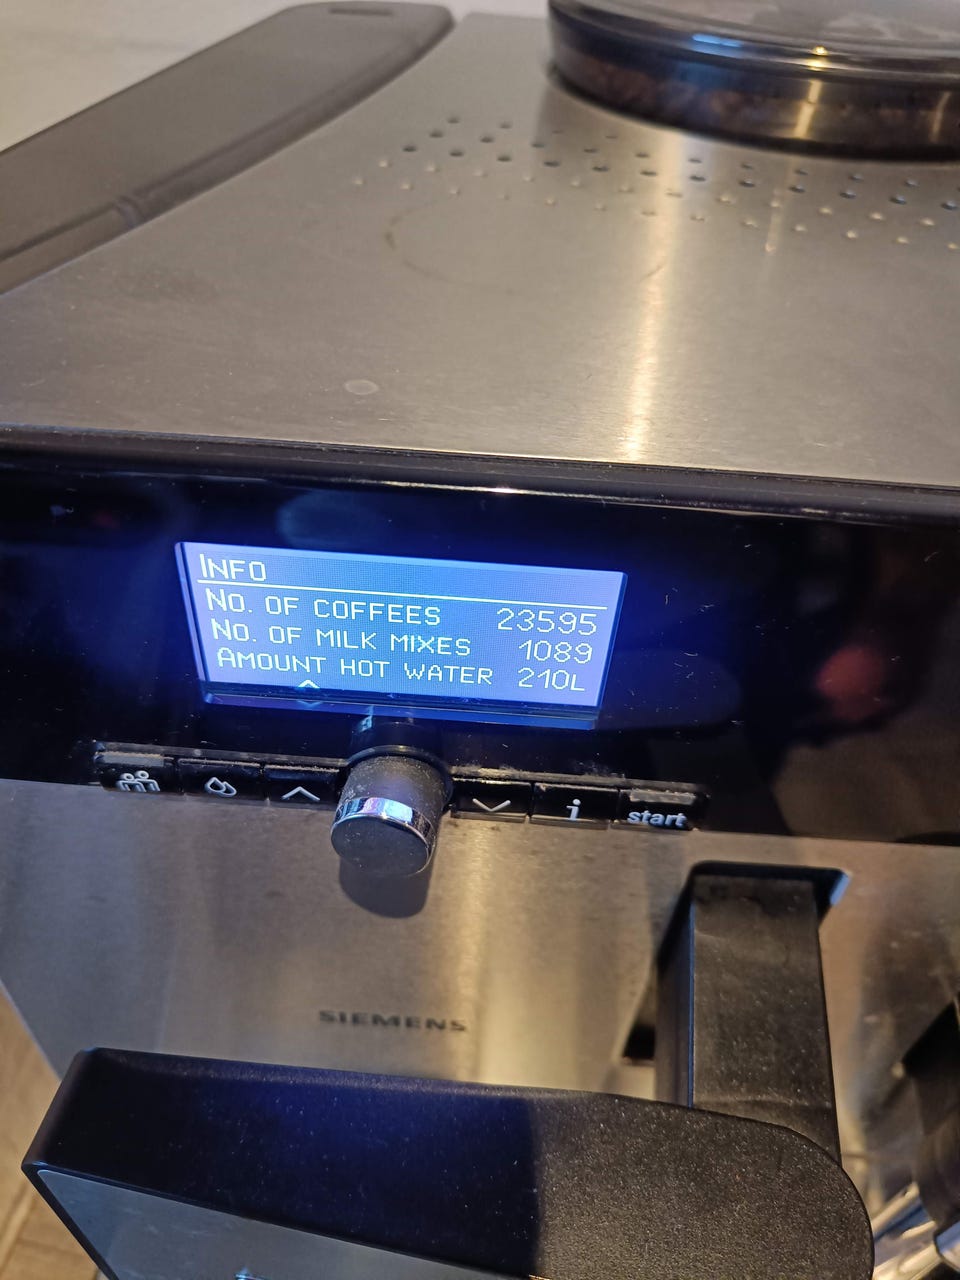 INFO
NO. OF COFFEES 23595
NO. OF MILK MIXES 1089
AMOUNT HOT WATER 210L
i
start
SIEMENS